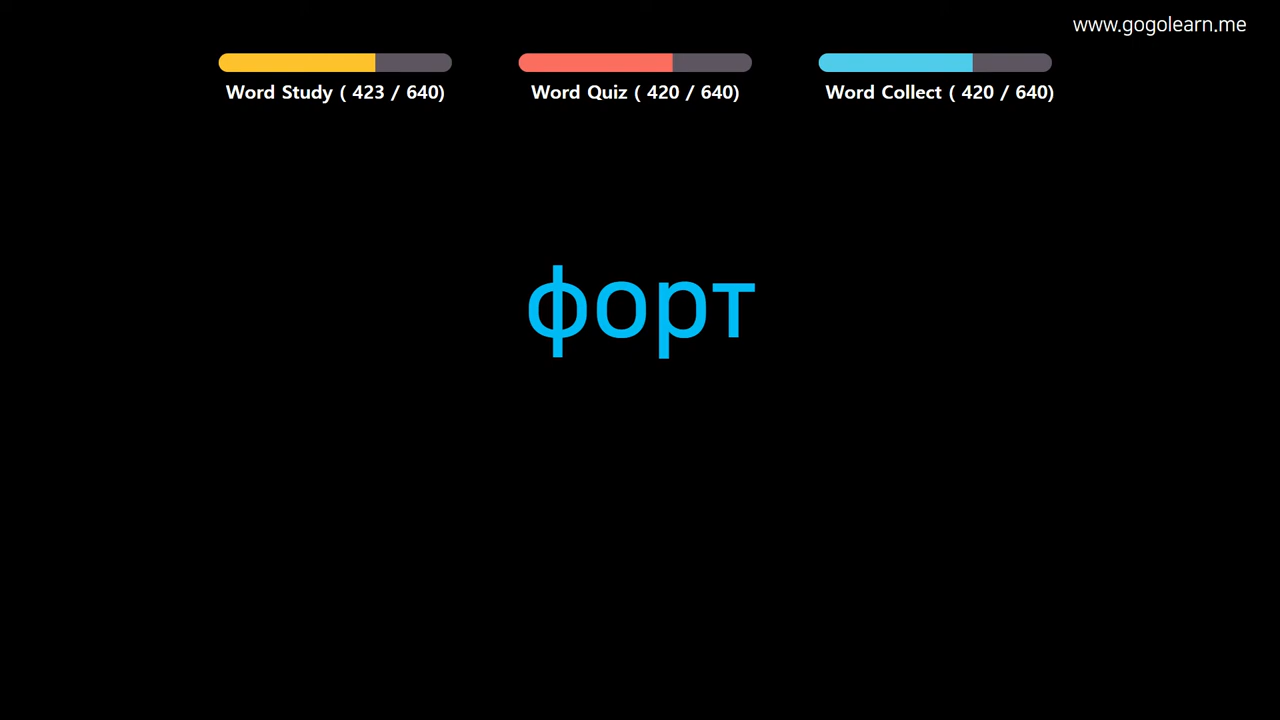 www.gogolearn.me
Word Study ( 423 / 640)
Word Quiz ( 420 / 640)
Word Collect ( 420 / 640)
форт